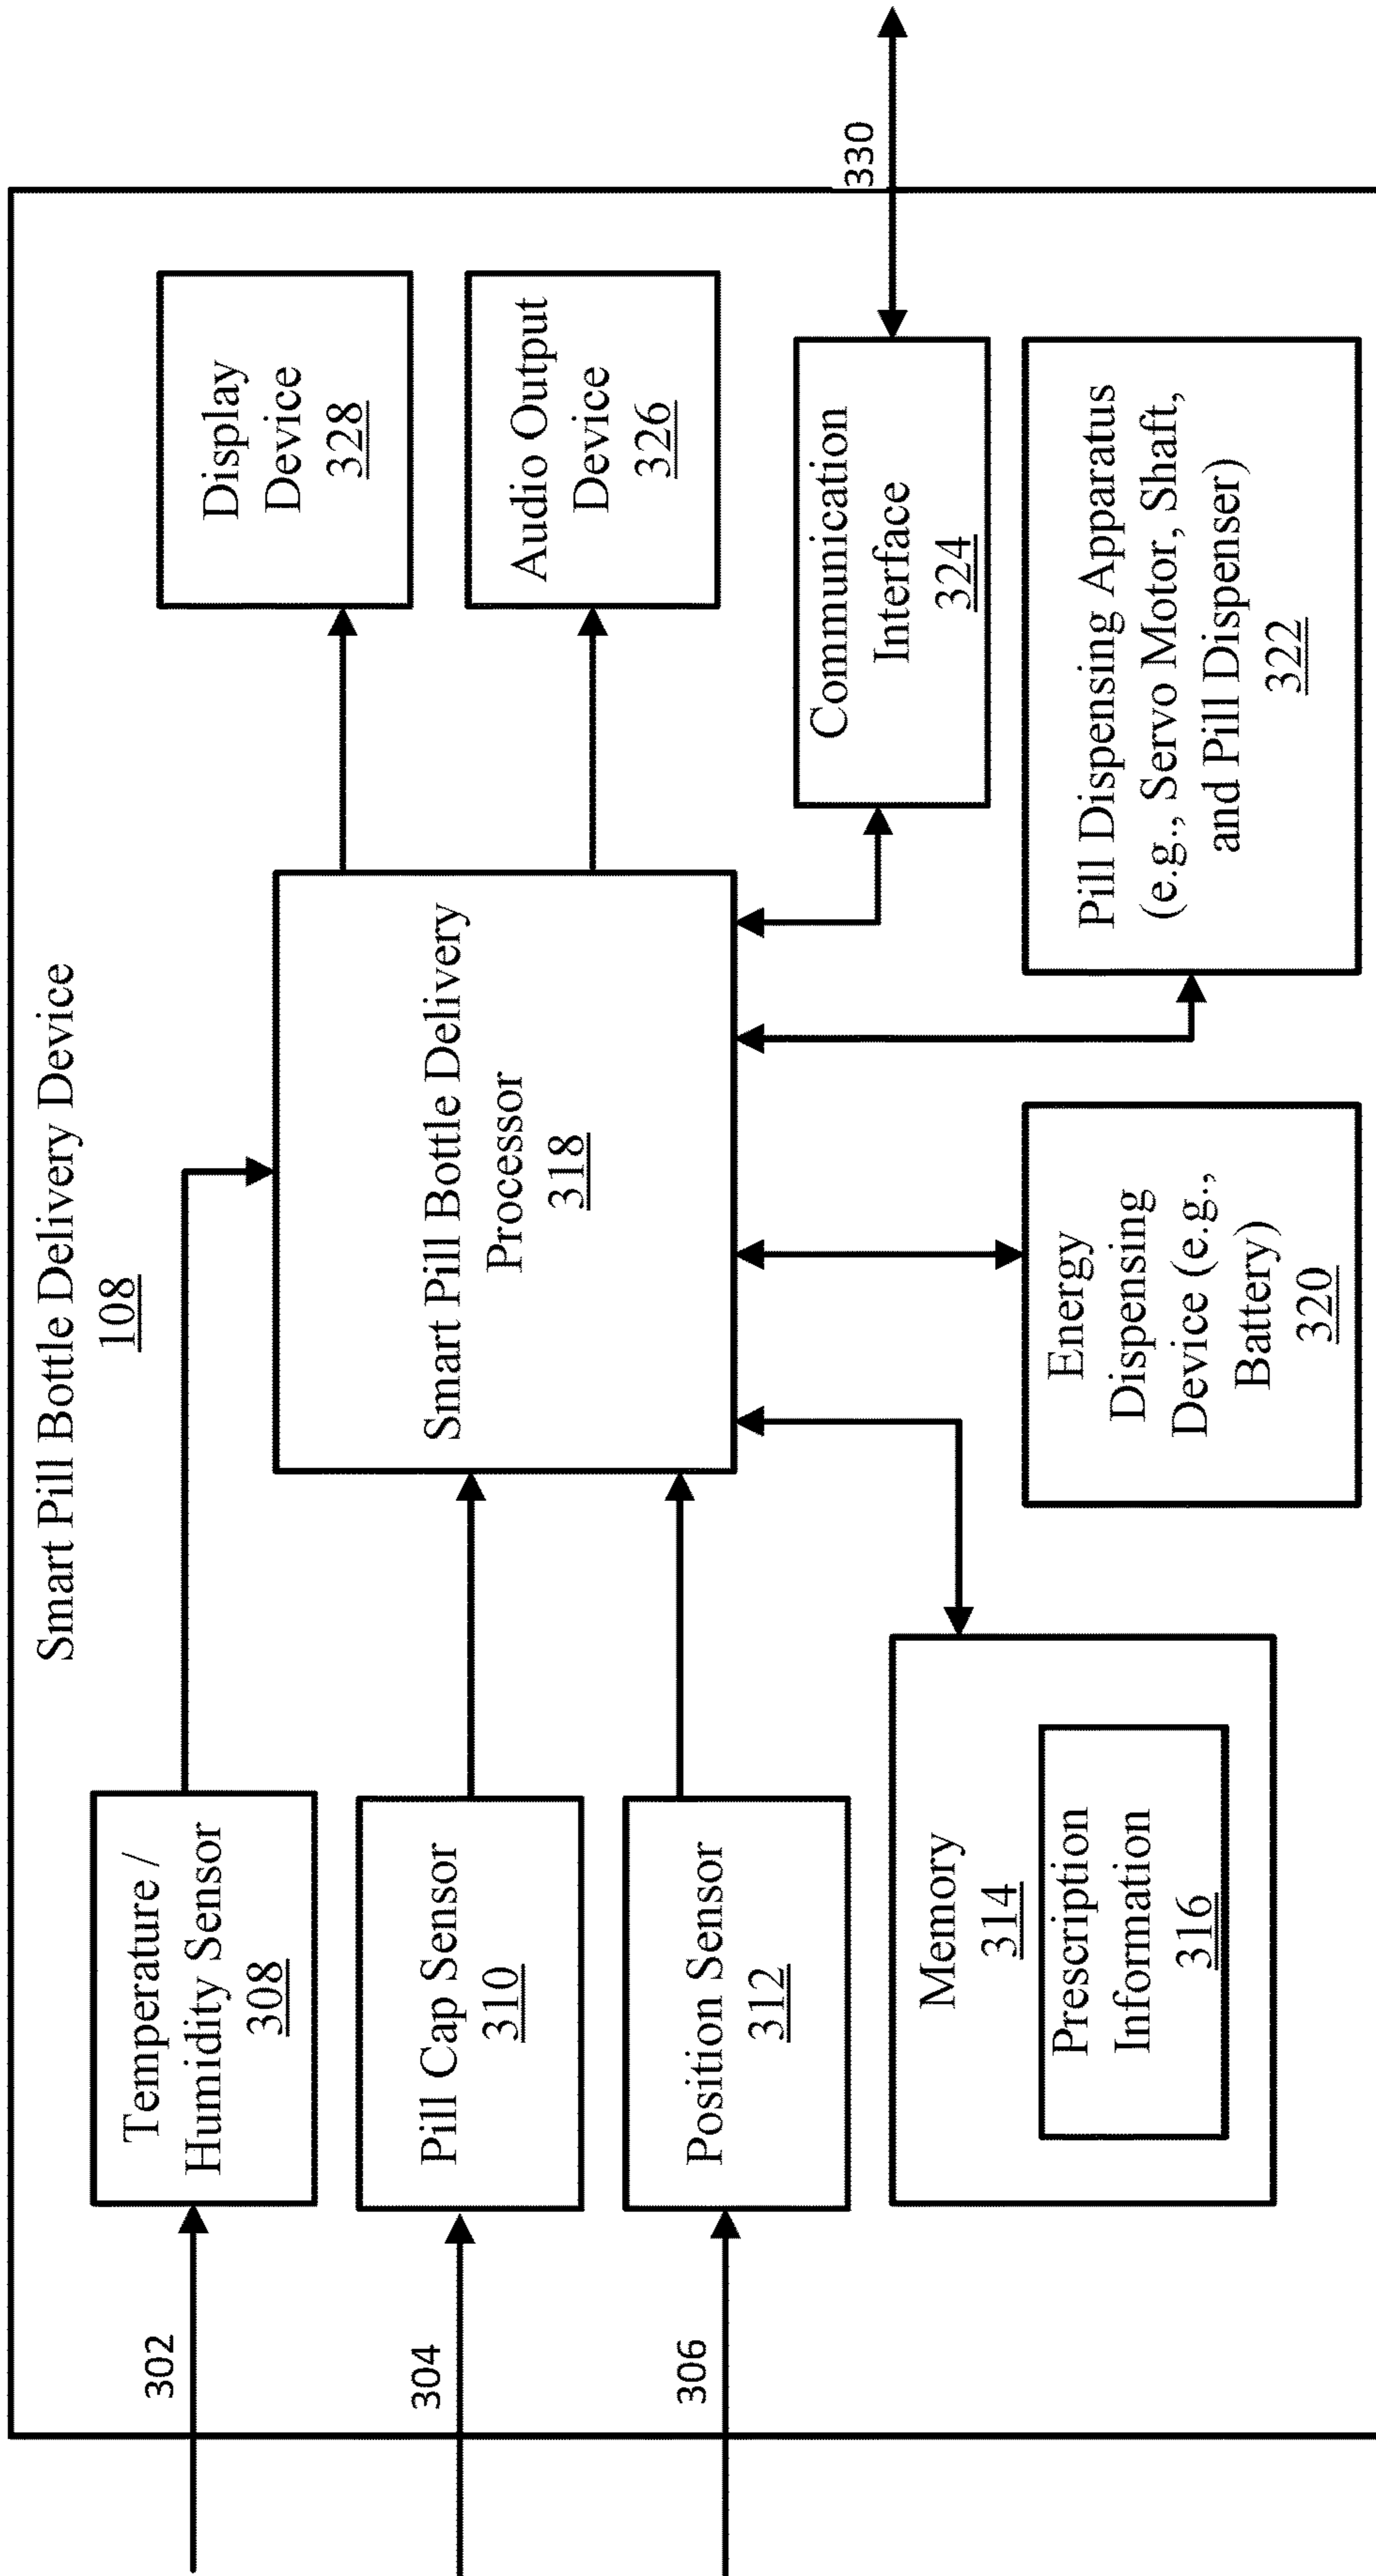 Smart Pill Bottle Delivery Device
108
302
Temperature /
Humidity Sensor
308
304
Pill Cap Sensor
310
306
Position Sensor
312
Memory
314
Prescription
Information
316
Smart Pill Bottle Delivery
Processor
318
Energy
Dispensing
Device (e.g.,
Battery)
320
Display
Device
328
Audio Output
Device
326
Communication
Interface
324
330
Pill Dispensing Apparatus
(e.g., Servo Motor, Shaft,
and Pill Dispenser)
322